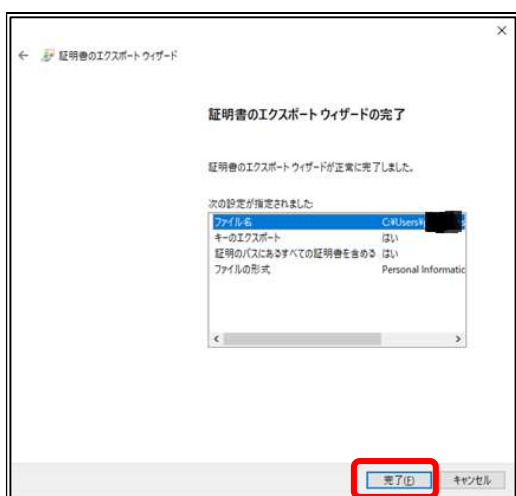 証明書のエクスポート ウィザード
証明書のエクスポート ウィザードの完了
証明書のエクスポート ウィザードが正常に完了しました。
次の設定が指定されました:
ファイル名 C:¥Users¥
キーのエクスポート はい
証明のパスにあるすべての証明書を含める はい
ファイルの形式 Personal Informatic
完了(F) キャンセル